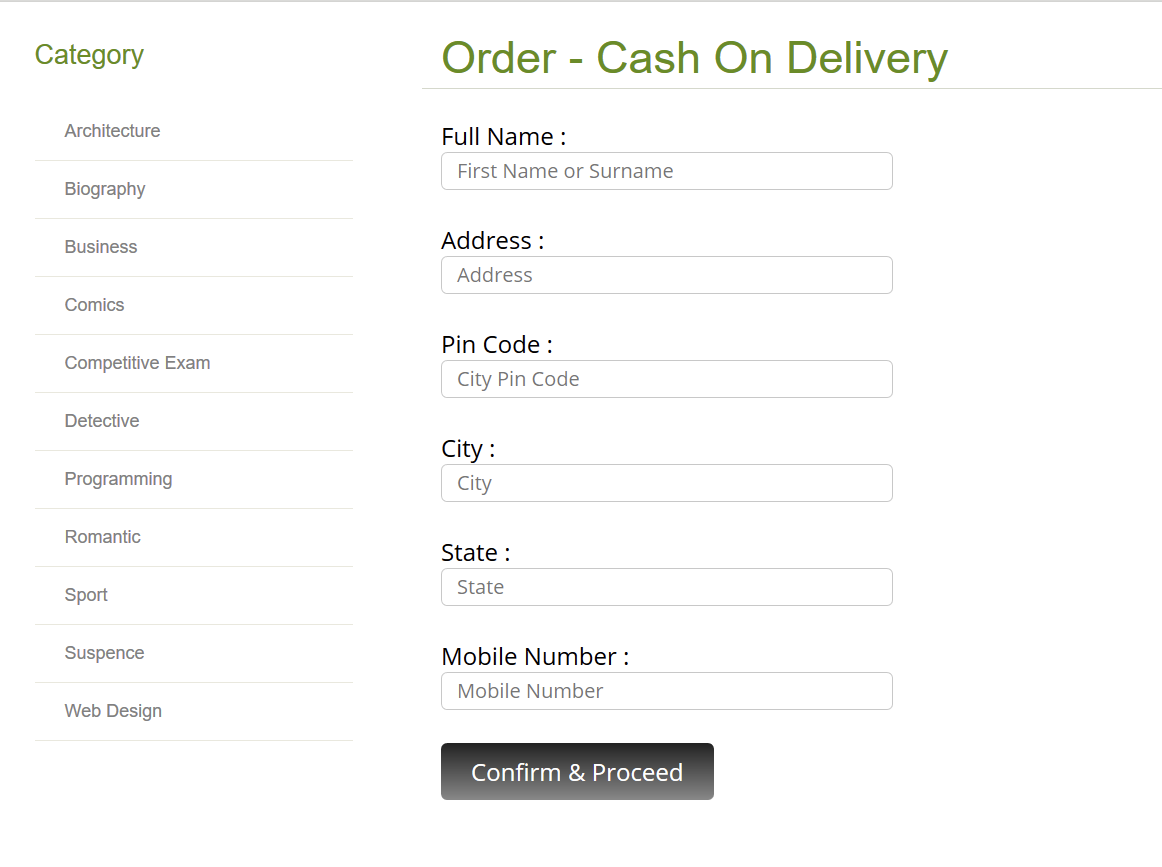 Category
Architecture
Biography
Business
Comics
Competitive Exam
Detective
Programming
Romantic
Sport
Suspence
Web Design
Order - Cash On Delivery
Full Name :
First Name or Surname
Address :
Address
Pin Code :
City Pin Code
City :
City
State :
State
Mobile Number :
Mobile Number
Confirm & Proceed